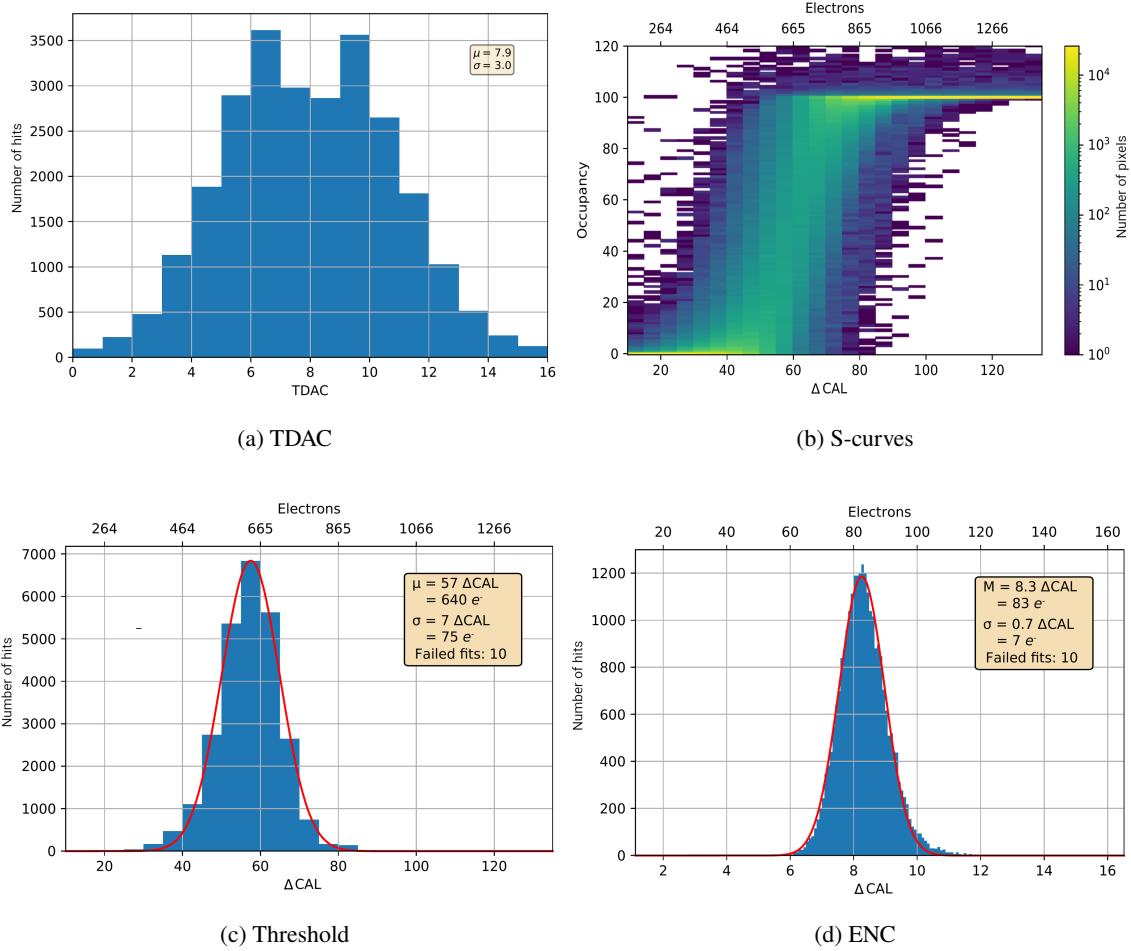 3500
3000
2500
2000
1500
1000
500
0
Number of hits
0 2 4 6 8 10 12 14 16
TDAC
μ = 7.9
σ = 3.0
(a) TDAC
Electrons
264 464 665 865 1066 1266
120
100
80
60
40
20
0
Occupancy
20 40 60 80 100 120
Δ CAL
10⁴
10³
10²
10¹
10⁰
Number of pixels
(b) S-curves
Electrons
264 464 665 865 1066 1266
7000
6000
5000
4000
3000
2000
1000
0
Number of hits
μ = 57 ΔCAL
= 640 e⁻
σ = 7 ΔCAL
= 75 e⁻
Failed fits: 10
20 40 60 80 100 120
Δ CAL
(c) Threshold
Electrons
20 40 60 80 100 120 140 160
1200
1000
800
600
400
200
0
Number of hits
M = 8.3 ΔCAL
= 83 e⁻
σ = 0.7 ΔCAL
= 7 e⁻
Failed fits: 10
2 4 6 8 10 12 14 16
Δ CAL
(d) ENC